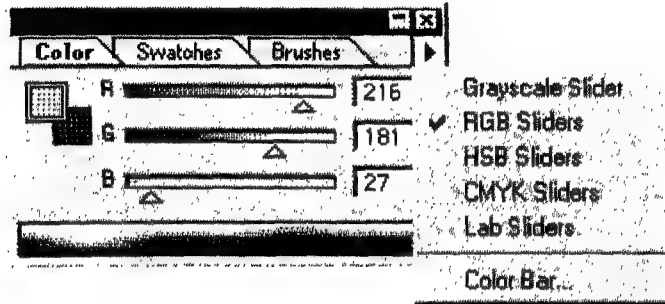 Color Swatches Brushes
R 216
G 181
B 27
Grayscale Slider
RGB Sliders
HSB Sliders
CMYK Sliders
Lab Sliders
Color Bar...